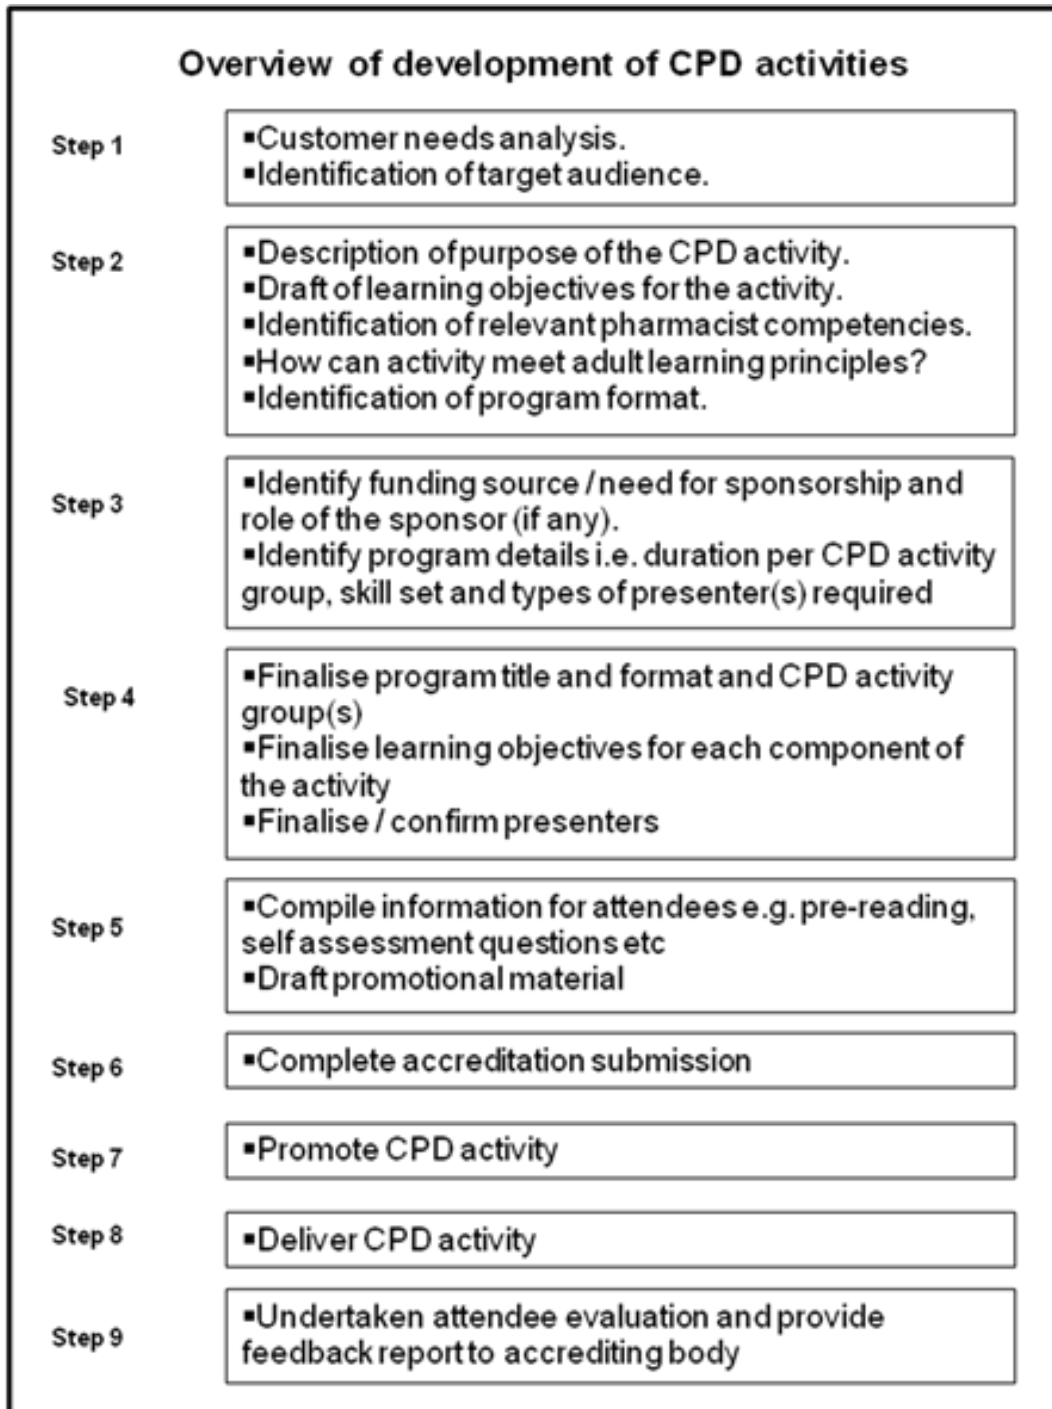 Overview of development of CPD activities
Step 1
▪Customer needs analysis.
▪Identification of target audience.
Step 2
▪Description of purpose of the CPD activity.
▪Draft of learning objectives for the activity.
▪Identification of relevant pharmacist competencies.
▪How can activity meet adult learning principles?
▪Identification of program format.
Step 3
▪Identify funding source / need for sponsorship and
role of the sponsor (if any).
▪Identify program details i.e. duration per CPD activity
group, skill set and types of presenter(s) required
Step 4
▪Finalise program title and format and CPD activity
group(s)
▪Finalise learning objectives for each component of
the activity
▪Finalise / confirm presenters
Step 5
▪Compile information for attendees e.g. pre-reading,
self assessment questions etc
▪Draft promotional material
Step 6
▪Complete accreditation submission
Step 7
▪Promote CPD activity
Step 8
▪Deliver CPD activity
Step 9
▪Undertaken attendee evaluation and provide
feedback report to accrediting body